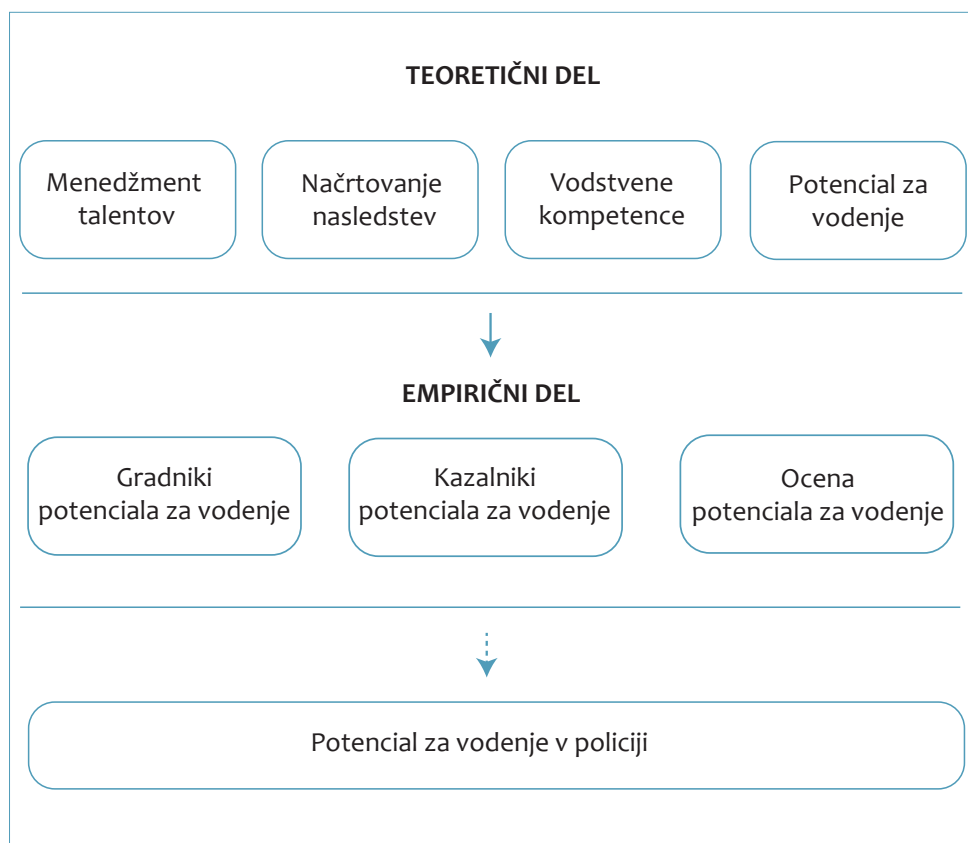 TEORETIČNI DEL
Menedžment
talentov
Načrtovanje
nasledstev
Vodstvene
kompetence
Potencial za
vodenje
EMPIRIČNI DEL
Gradniki
potenciala za vodenje
Kazalniki
potenciala za vodenje
Ocena
potenciala za vodenje
Potencial za vodenje v policiji